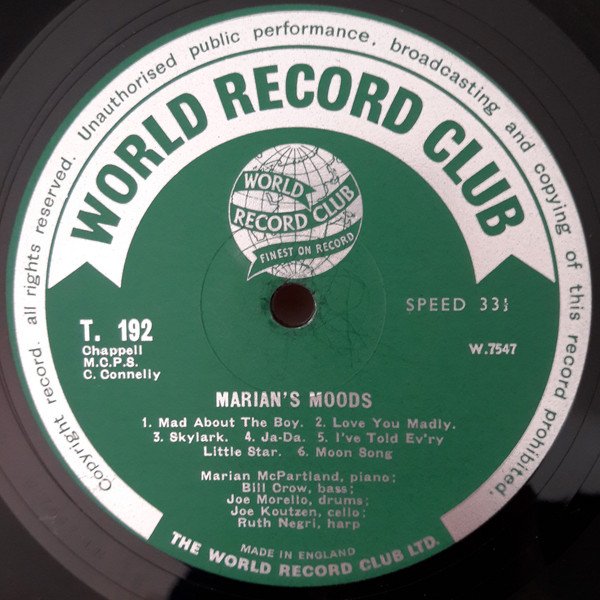 Copyright record. all rights reserved. Unauthorised public performance, broadcasting and copying of this record prohibited.
WORLD RECORD CLUB
WORLD
RECORD CLUB
FINEST ON RECORD
T. 192
Chappell
M.C.P.S.
C. Connelly
SPEED 33⅓
W.7547
MARIAN'S MOODS
1. Mad About The Boy. 2. Love You Madly.
3. Skylark. 4. Ja-Da. 5. I've Told Ev'ry
Little Star. 6. Moon Song
Marian McPartland, piano;
Bill Crow, bass;
Joe Morello, drums;
Joe Koutzen, cello;
Ruth Negri, harp
MADE IN ENGLAND
THE WORLD RECORD CLUB LTD.